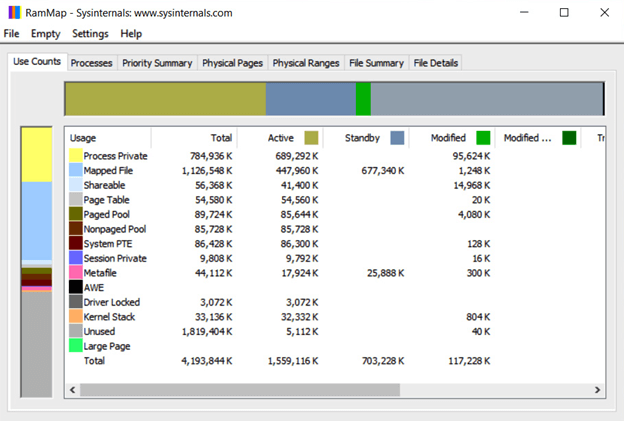 RamMap - Sysinternals: www.sysinternals.com
File Empty Settings Help
Use Counts Processes Priority Summary Physical Pages Physical Ranges File Summary File Details
Usage Total Active Standby Modified Modified ... Tr
Process Private 784,936 K 689,292 K 95,624 K
Mapped File 1,126,548 K 447,960 K 677,340 K 1,248 K
Shareable 56,368 K 41,400 K 14,968 K
Page Table 54,580 K 54,560 K 20 K
Paged Pool 89,724 K 85,644 K 4,080 K
Nonpaged Pool 85,728 K 85,728 K
System PTE 86,428 K 86,300 K 128 K
Session Private 9,808 K 9,792 K 16 K
Metafile 44,112 K 17,924 K 25,888 K 300 K
AWE
Driver Locked 3,072 K 3,072 K
Kernel Stack 33,136 K 32,332 K 804 K
Unused 1,819,404 K 5,112 K 40 K
Large Page
Total 4,193,844 K 1,559,116 K 703,228 K 117,228 K